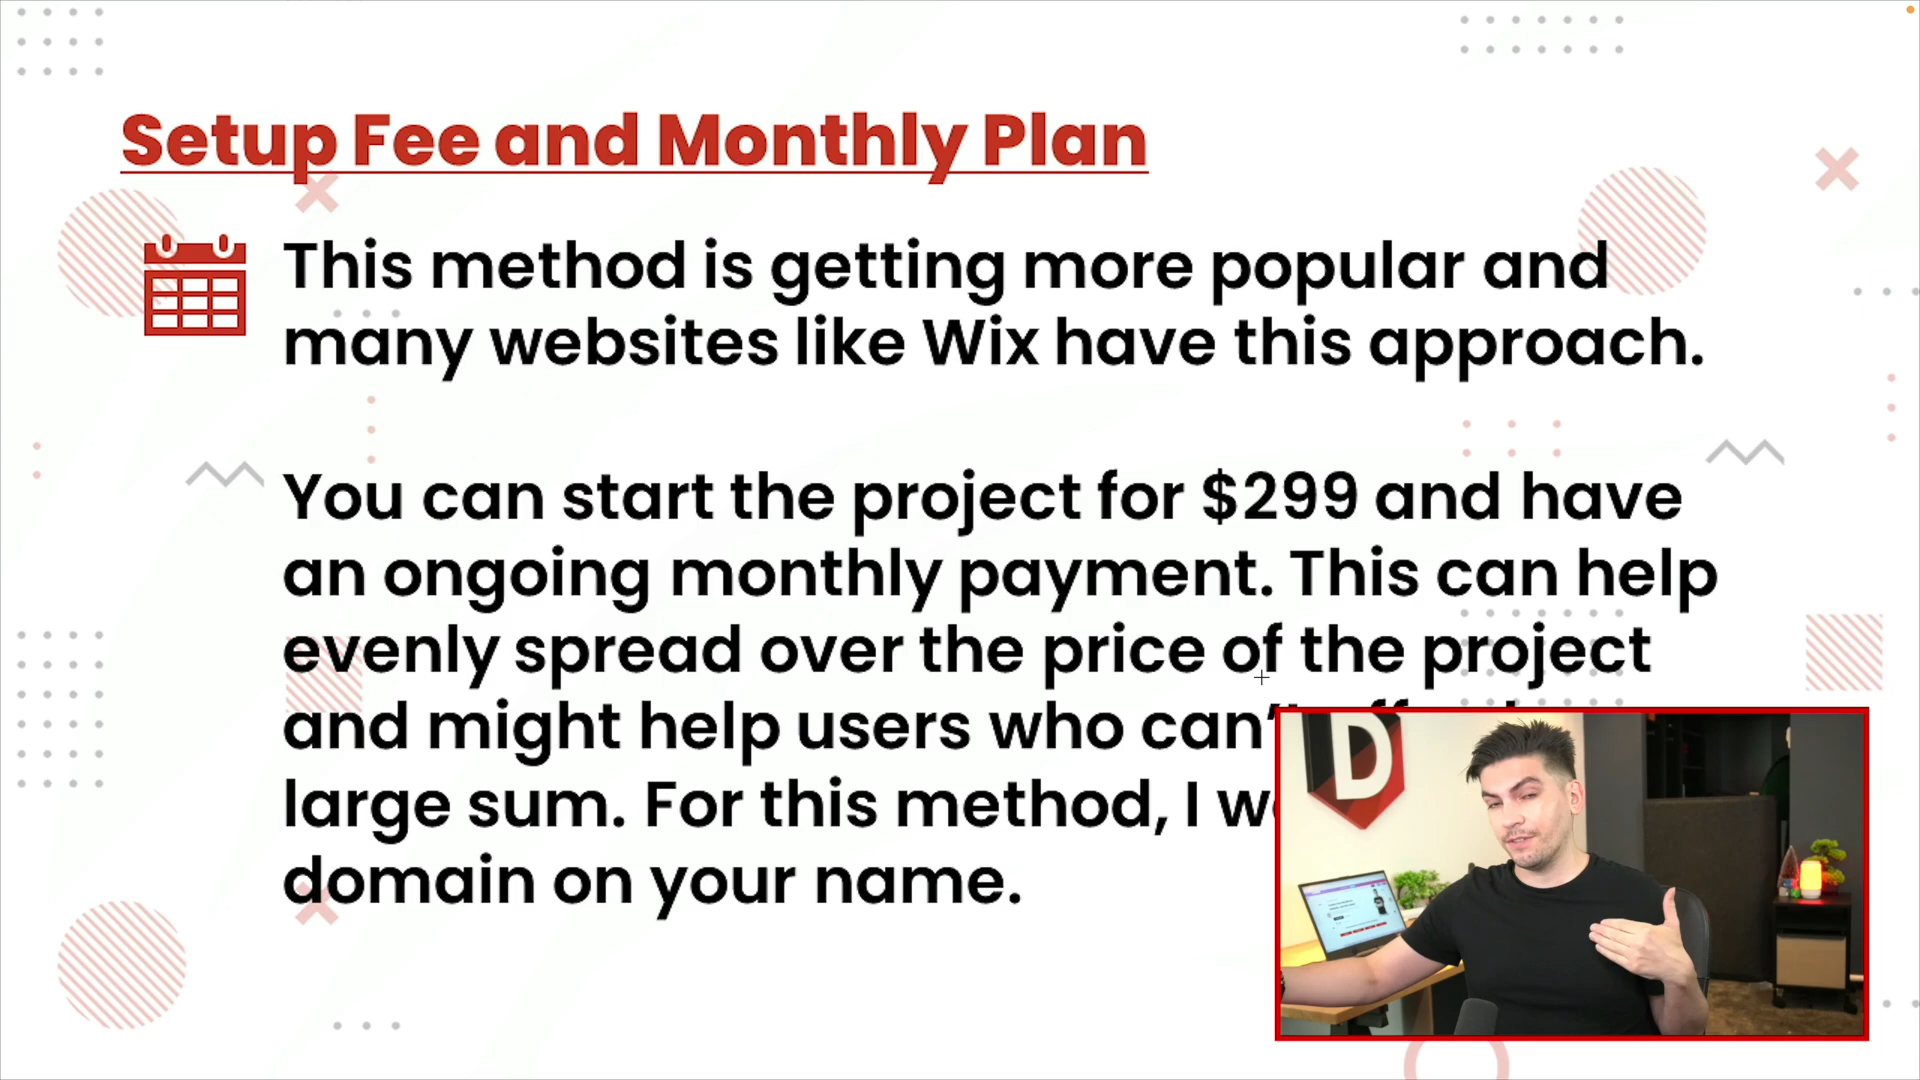 Setup Fee and Monthly Plan
This method is getting more popular and
many websites like Wix have this approach.
You can start the project for $299 and have
an ongoing monthly payment. This can help
evenly spread over the price of the project
and might help users who can't
large sum. For this method, I
domain on your name.
D